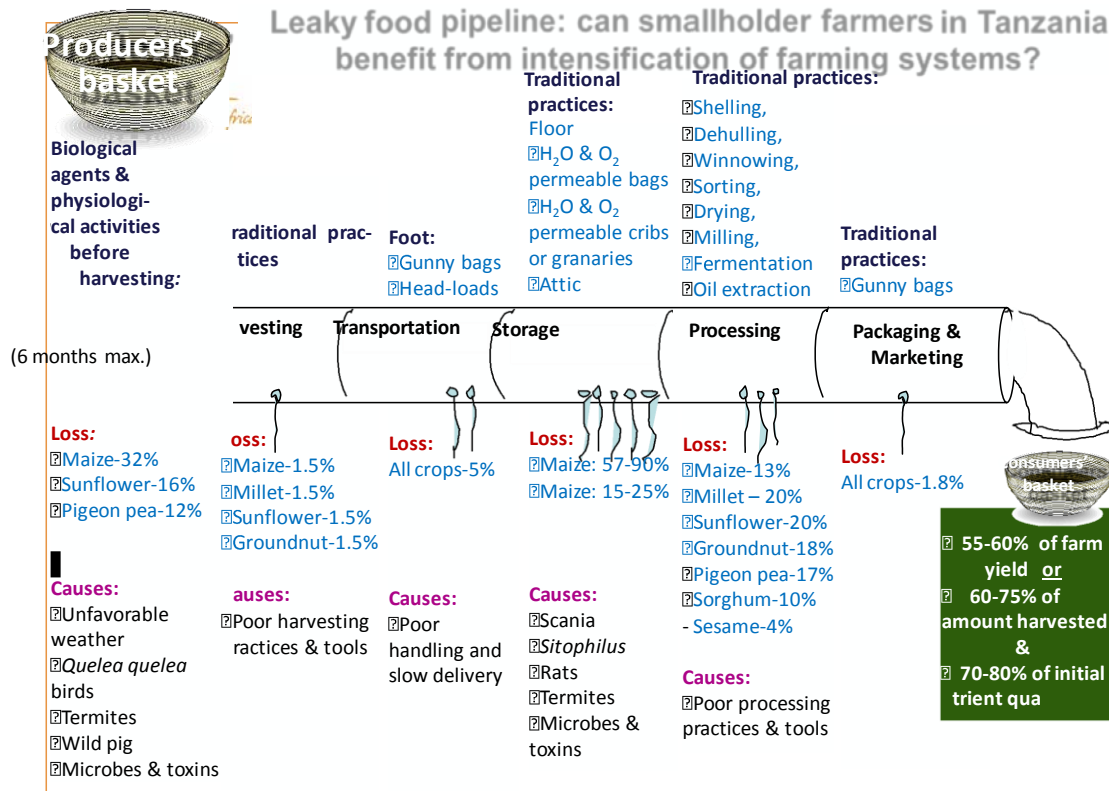 Leaky food pipeline: can smallholder farmers in Tanzania
benefit from intensification of farming systems?
Producers'
basket
frica
Biological
agents &
physiologi-
cal activities
before
harvesting:
(6 months max.)
Loss:
Maize-32%
Sunflower-16%
Pigeon pea-12%
Causes:
Unfavorable
weather
Quelea quelea
birds
Termites
Wild pig
Microbes & toxins
raditional prac-
tices
vesting
oss:
Maize-1.5%
Millet-1.5%
Sunflower-1.5%
Groundnut-1.5%
auses:
Poor harvesting
ractices & tools
Foot:
Gunny bags
Head-loads
Transportation
Loss:
All crops-5%
Causes:
Poor
handling and
slow delivery
Traditional
practices:
Floor
H₂O & O₂
permeable bags
H₂O & O₂
permeable cribs
or granaries
Attic
Storage
Loss:
Maize: 57-90%
Maize: 15-25%
Causes:
Scania
Sitophilus
Rats
Termites
Microbes &
toxins
Traditional practices:
Shelling,
Dehulling,
Winnowing,
Sorting,
Drying,
Milling,
Fermentation
Oil extraction
Processing
Loss:
Maize-13%
Millet – 20%
Sunflower-20%
Groundnut-18%
Pigeon pea-17%
Sorghum-10%
- Sesame-4%
Causes:
Poor processing
practices & tools
Traditional
practices:
Gunny bags
Packaging &
Marketing
Loss:
All crops-1.8%
onsumers'
basket
55-60% of farm
yield or
60-75% of
amount harvested
&
70-80% of initial
trient qua